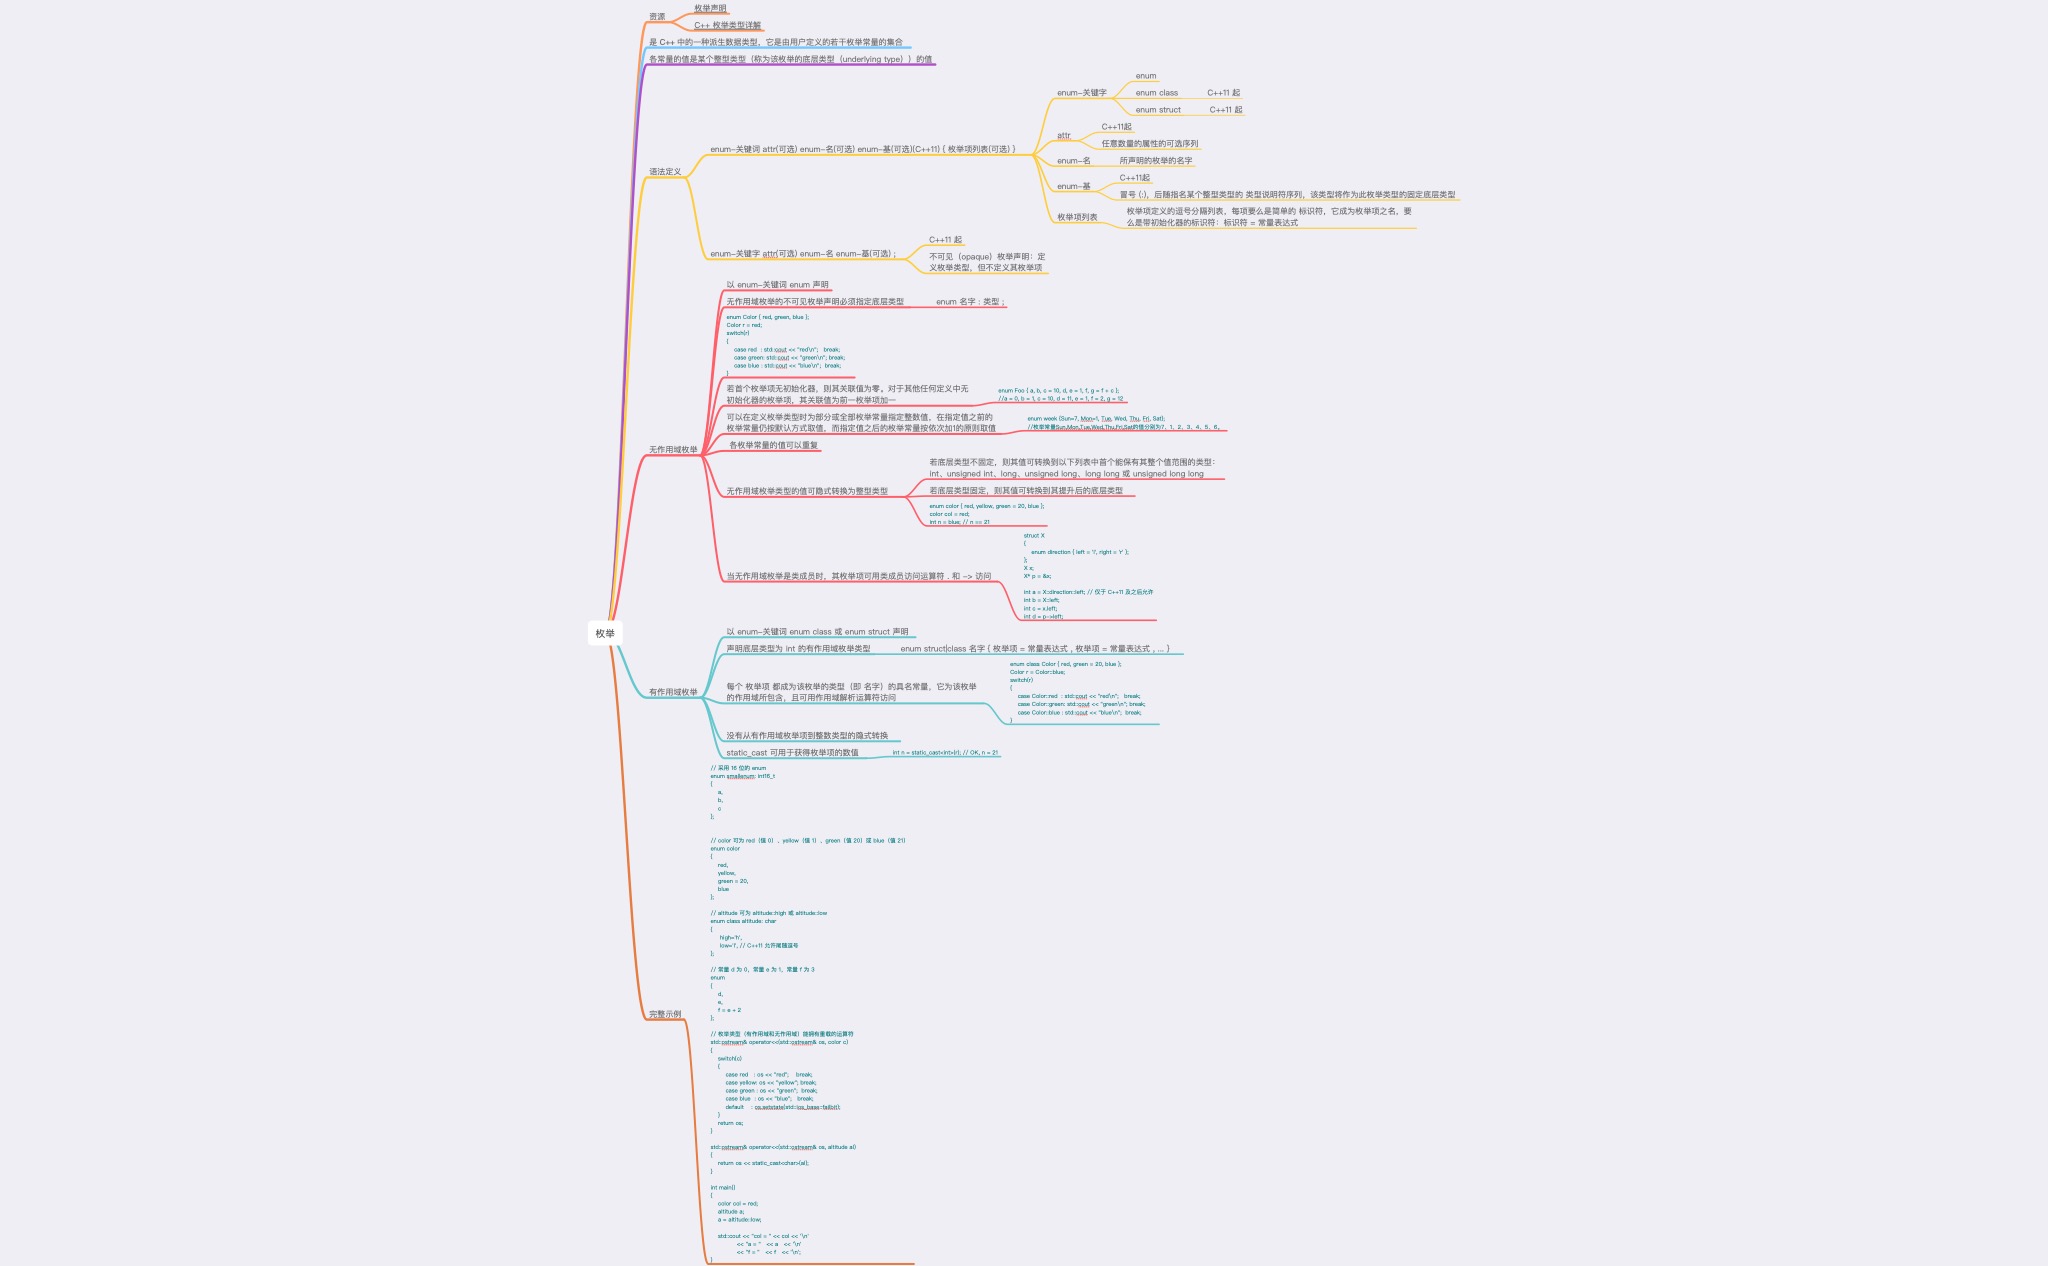 枚举
资源
枚举声明
C++ 枚举类型详解
是 C++ 中的一种派生数据类型，它是由用户定义的若干枚举常量的集合
各常量的值是某个整型类型（称为该枚举的底层类型（underlying type））的值
语法定义
enum-关键词 attr(可选) enum-名(可选) enum-基(可选)(C++11) { 枚举项列表(可选) }
enum-关键字
enum
enum class
C++11 起
enum struct
C++11 起
attr
C++11起
任意数量的属性的可选序列
enum-名
所声明的枚举的名字
enum-基
C++11起
冒号 (:)，后随指名某个整型类型的 类型说明符序列，该类型将作为此枚举类型的固定底层类型
枚举项列表
枚举项定义的逗号分隔列表，每项要么是简单的 标识符，它成为枚举项之名，要
么是带初始化器的标识符：标识符 = 常量表达式
enum-关键字 attr(可选) enum-名 enum-基(可选) ;
C++11 起
不可见（opaque）枚举声明：定
义枚举类型，但不定义其枚举项
无作用域枚举
以 enum-关键词 enum 声明
无作用域枚举的不可见枚举声明必须指定底层类型
enum 名字 : 类型 ;
enum Color { red, green, blue };
Color r = red;
switch(r)
{
case red  : std::cout << "red\n";   break;
case green: std::cout << "green\n"; break;
case blue : std::cout << "blue\n";  break;
}
若首个枚举项无初始化器，则其关联值为零。对于其他任何定义中无
初始化器的枚举项，其关联值为前一枚举项加一
enum Foo { a, b, c = 10, d, e = 1, f, g = f + c };
//a = 0, b = 1, c = 10, d = 11, e = 1, f = 2, g = 12
可以在定义枚举类型时为部分或全部枚举常量指定整数值，在指定值之前的
枚举常量仍按默认方式取值，而指定值之后的枚举常量按依次加1的原则取值
enum week {Sun=7, Mon=1, Tue, Wed, Thu, Fri, Sat};
//枚举常量Sun,Mon,Tue,Wed,Thu,Fri,Sat的值分别为7、1、2、3、4、5、6。
各枚举常量的值可以重复
无作用域枚举类型的值可隐式转换为整型类型
若底层类型不固定，则其值可转换到以下列表中首个能保有其整个值范围的类型：
int、unsigned int、long、unsigned long、long long 或 unsigned long long
若底层类型固定，则其值可转换到其提升后的底层类型
enum color { red, yellow, green = 20, blue };
color col = red;
int n = blue; // n == 21
当无作用域枚举是类成员时，其枚举项可用类成员访问运算符 . 和 -> 访问
struct X
{
enum direction { left = 'l', right = 'r' };
};
X x;
X* p = &x;
int a = X::direction::left; // 仅于 C++11 及之后允许
int b = X::left;
int c = x.left;
int d = p->left;
有作用域枚举
以 enum-关键词 enum class 或 enum struct 声明
声明底层类型为 int 的有作用域枚举类型
enum struct|class 名字 { 枚举项 = 常量表达式 , 枚举项 = 常量表达式 , ... }
每个 枚举项 都成为该枚举的类型（即 名字）的具名常量，它为该枚举
的作用域所包含，且可用作用域解析运算符访问
enum class Color { red, green = 20, blue };
Color r = Color::blue;
switch(r)
{
case Color::red  : std::cout << "red\n";   break;
case Color::green: std::cout << "green\n"; break;
case Color::blue : std::cout << "blue\n";  break;
}
没有从有作用域枚举项到整数类型的隐式转换
static_cast 可用于获得枚举项的数值
int n = static_cast<int>(r); // OK, n = 21
完整示例
// 采用 16 位的 enum
enum smallenum: int16_t
{
a,
b,
c
};
// color 可为 red（值 0）、yellow（值 1）、green（值 20）或 blue（值 21）
enum color
{
red,
yellow,
green = 20,
blue
};
// altitude 可为 altitude::high 或 altitude::low
enum class altitude: char
{
high='h',
low='l', // C++11 允许尾随逗号
};
// 常量 d 为 0，常量 e 为 1，常量 f 为 3
enum
{
d,
e,
f = e + 2
};
// 枚举类型（有作用域和无作用域）能拥有重载的运算符
std::ostream& operator<<(std::ostream& os, color c)
{
switch(c)
{
case red   : os << "red";    break;
case yellow: os << "yellow"; break;
case green : os << "green";  break;
case blue  : os << "blue";   break;
default    : os.setstate(std::ios_base::failbit);
}
return os;
}
std::ostream& operator<<(std::ostream& os, altitude al)
{
return os << static_cast<char>(al);
}
int main()
{
color col = red;
altitude a;
a = altitude::low;
std::cout << "col = " << col << '\n'
<< "a = "   << a   << '\n'
<< "f = "   << f   << '\n';
}